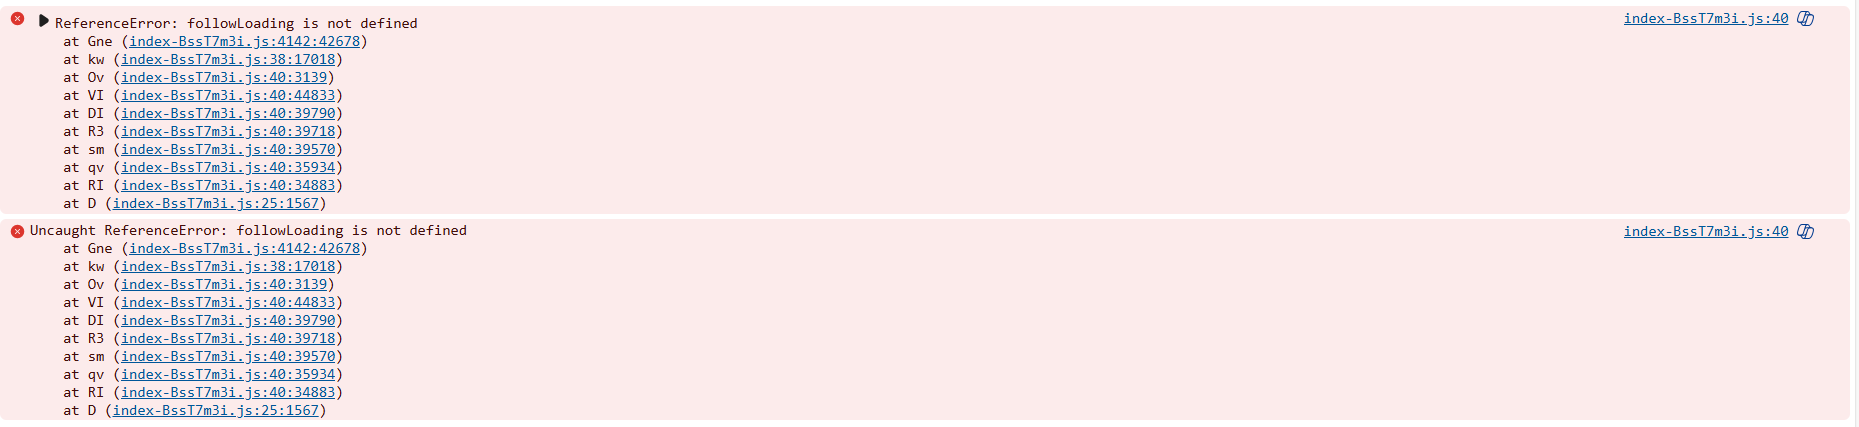 ReferenceError: followLoading is not defined index-BssT7m3i.js:40
at Gne (index-BssT7m3i.js:4142:42678)
at kw (index-BssT7m3i.js:38:17018)
at Ov (index-BssT7m3i.js:40:3139)
at VI (index-BssT7m3i.js:40:44833)
at DI (index-BssT7m3i.js:40:39790)
at R3 (index-BssT7m3i.js:40:39718)
at sm (index-BssT7m3i.js:40:39570)
at qv (index-BssT7m3i.js:40:35934)
at RI (index-BssT7m3i.js:40:34883)
at D (index-BssT7m3i.js:25:1567)
Uncaught ReferenceError: followLoading is not defined index-BssT7m3i.js:40
at Gne (index-BssT7m3i.js:4142:42678)
at kw (index-BssT7m3i.js:38:17018)
at Ov (index-BssT7m3i.js:40:3139)
at VI (index-BssT7m3i.js:40:44833)
at DI (index-BssT7m3i.js:40:39790)
at R3 (index-BssT7m3i.js:40:39718)
at sm (index-BssT7m3i.js:40:39570)
at qv (index-BssT7m3i.js:40:35934)
at RI (index-BssT7m3i.js:40:34883)
at D (index-BssT7m3i.js:25:1567)